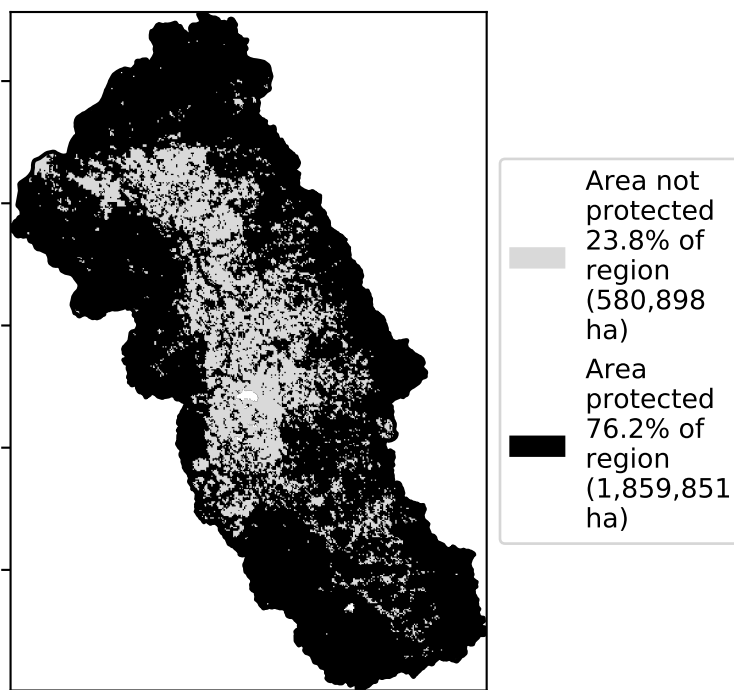 Area not
protected
23.8% of
region
(580,898
ha)
Area
protected
76.2% of
region
(1,859,851
ha)